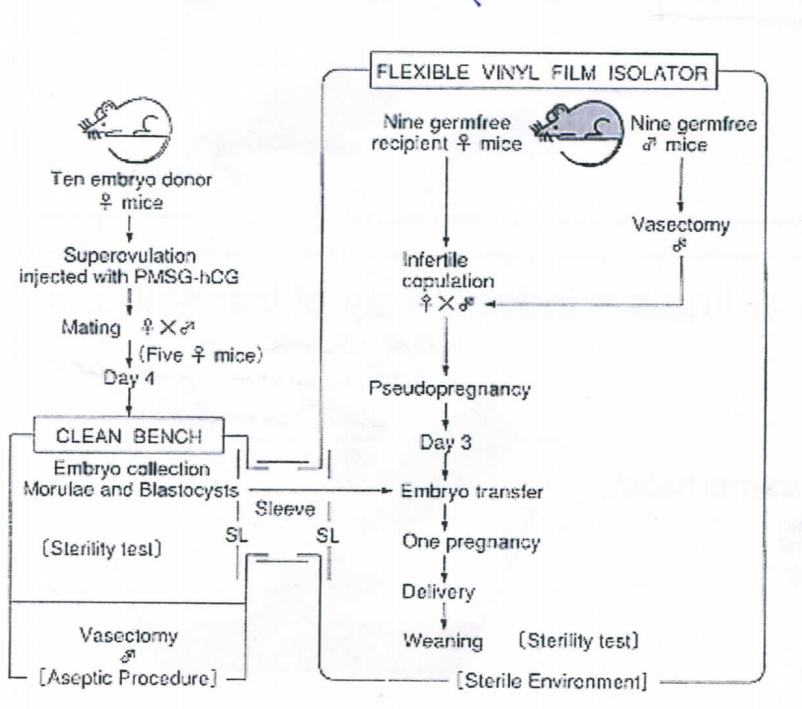 FLEXIBLE VINYL FILM ISOLATOR
Ten embryo donor
♀ mice
Superovulation
injected with PMSG-hCG
Mating ♀ X ♂
(Five ♀ mice)
Day 4
CLEAN BENCH
Embryo collection
Morulae and Blastocysts
[Sterility test]
Vasectomy
♂
[Aseptic Procedure]
SL
Sleeve
SL
Nine germfree
recipient ♀ mice
Nine germfree
♂ mice
Vasectomy
♂
Infertile
copulation
♀ X ♂
Pseudopregnancy
Day 3
Embryo transfer
One pregnancy
Delivery
Weaning [Sterility test]
[Sterile Environment]